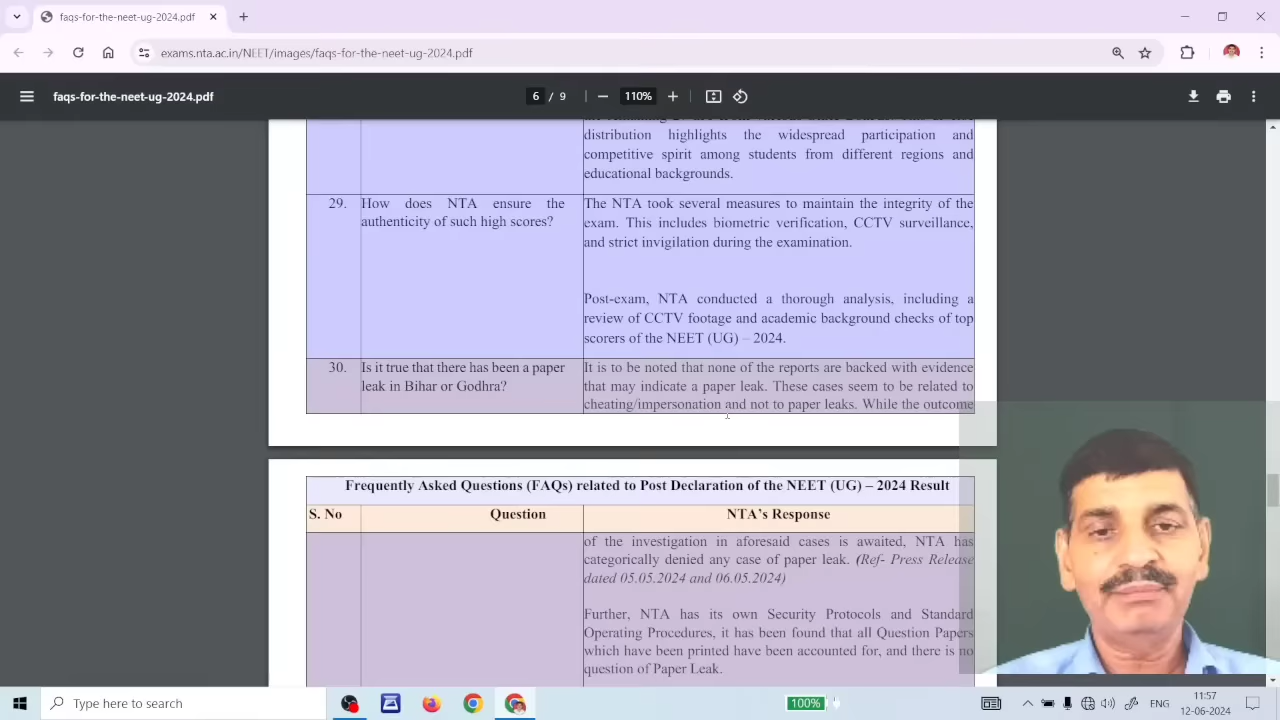 faqs-for-the-neet-ug-2024.pdf
exams.ac.in/NEET/images/faqs-for-the-neet-ug-2024.pdf
faqs-for-the-neet-ug-2024.pdf 6 / 9 110%
distribution highlights the widespread participation and
competitive spirit among students from different regions and
educational backgrounds.
29. How does NTA ensure the authenticity of such high scores?
The NTA took several measures to maintain the integrity of the
exam. This includes biometric verification, CCTV surveillance,
and strict invigilation during the examination.
Post-exam, NTA conducted a thorough analysis, including a
review of CCTV footage and academic background checks of top
scorers of the NEET (UG) – 2024.
30. Is it true that there has been a paper leak in Bihar or Godhra?
It is to be noted that none of the reports are backed with evidence
that may indicate a paper leak. These cases seem to be related to
cheating/impersonation and not to paper leaks. While the outcome
Frequently Asked Questions (FAQs) related to Post Declaration of the NEET (UG) – 2024 Result
S. No Question NTA's Response
of the investigation in aforesaid cases is awaited, NTA has
categorically denied any case of paper leak. (Ref- Press Release
dated 05.05.2024 and 06.05.2024)
Further, NTA has its own Security Protocols and Standard
Operating Procedures, it has been found that all Question Papers
which have been printed have been accounted for, and there is no
question of Paper Leak.
Type here to search
100%
ENG
11:57
12-06-2024